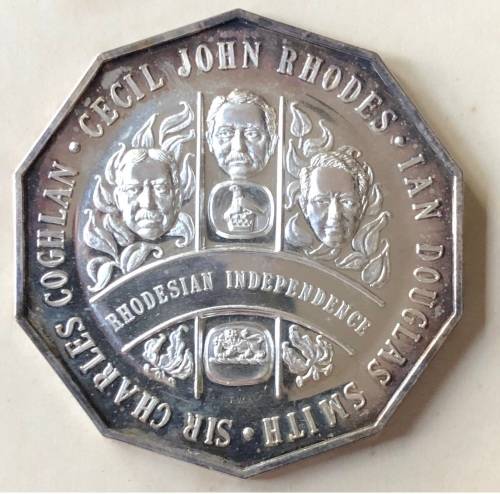 SIR CHARLES COGHLAN · CECIL JOHN RHODES · IAN DOUGLAS SMITH ·
RHODESIAN INDEPENDENCE